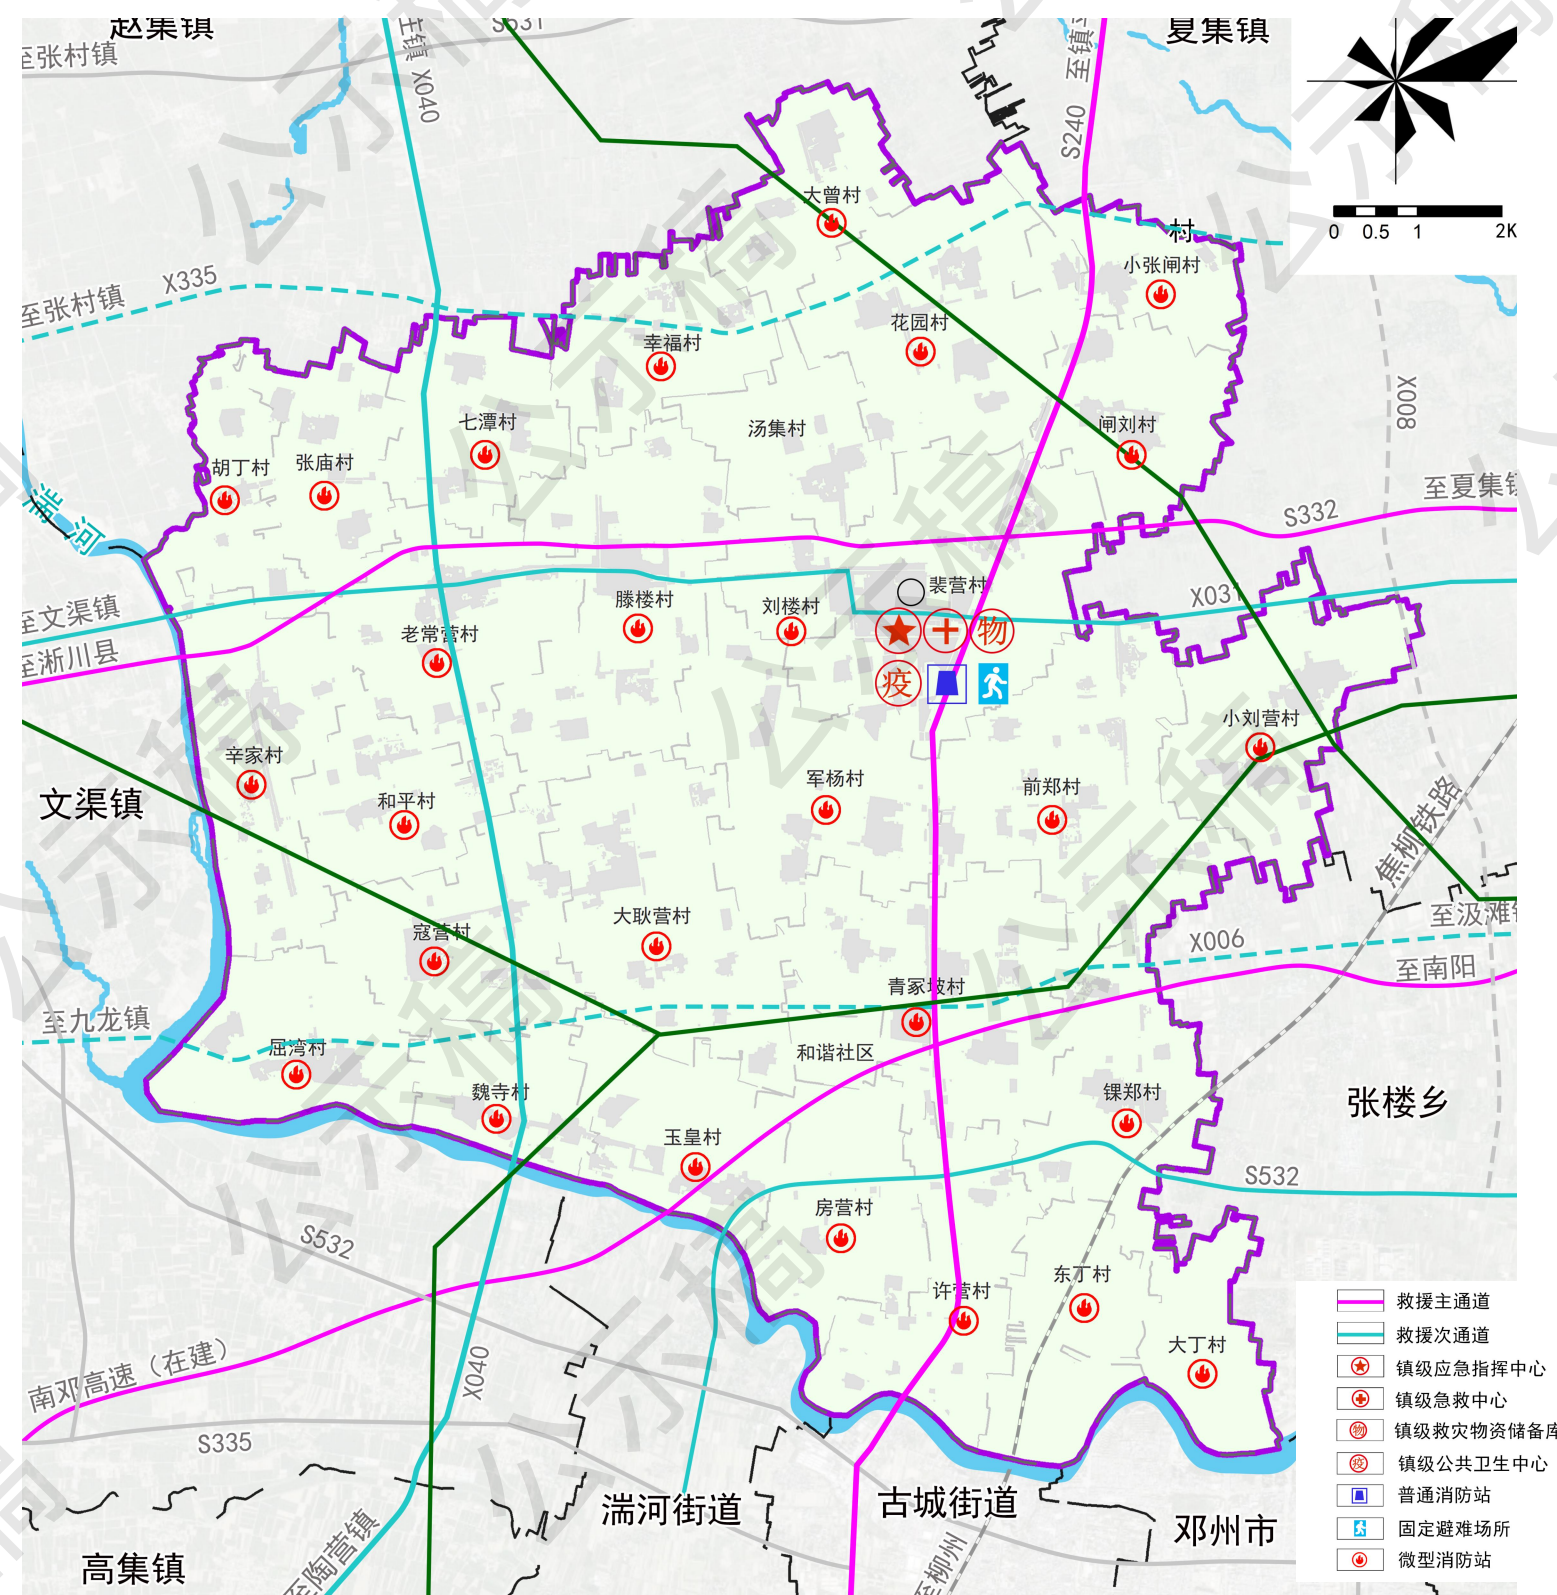 赵集镇
S331
夏集镇
至张村镇
X040
S240
大曾村
村
0 0.5 1 2K
小张闸村
X335
至张村镇
花园村
幸福村
X008
七潭村
汤集村
闸刘村
胡丁村
张庙村
至夏集镇
S332
湍河
裴营村
X031
至文渠镇
滕楼村
刘楼村
老常营村
物
至淅川县
疫
小刘营村
辛家村
军杨村
前郑村
文渠镇
和平村
焦柳铁路
大耿营村
至汲滩镇
寇营村
X006
至南阳
青冢坡村
至九龙镇
屈湾村
和谐社区
魏寺村
锞郑村
张楼乡
玉皇村
S532
房营村
S532
东丁村
许营村
大丁村
南邓高速（在建）
X040
S335
湍河街道
古城街道
邓州市
高集镇
至陶营镇
至柳州
救援主通道
救援次通道
镇级应急指挥中心
镇级急救中心
物 镇级救灾物资储备库
疫 镇级公共卫生中心
普通消防站
固定避难场所
微型消防站
公示稿